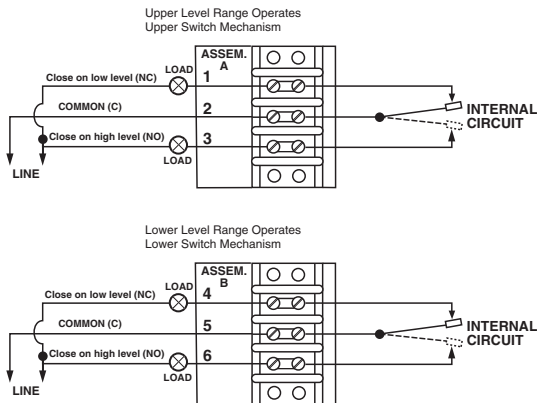 Upper Level Range Operates
Upper Switch Mechanism
ASSEM.
A
Close on low level (NC)
LOAD
1
COMMON (C)
2
INTERNAL
CIRCUIT
Close on high level (NO)
3
LOAD
LINE
Lower Level Range Operates
Lower Switch Mechanism
ASSEM.
B
Close on low level (NC)
LOAD
4
COMMON (C)
5
INTERNAL
CIRCUIT
Close on high level (NO)
6
LOAD
LINE